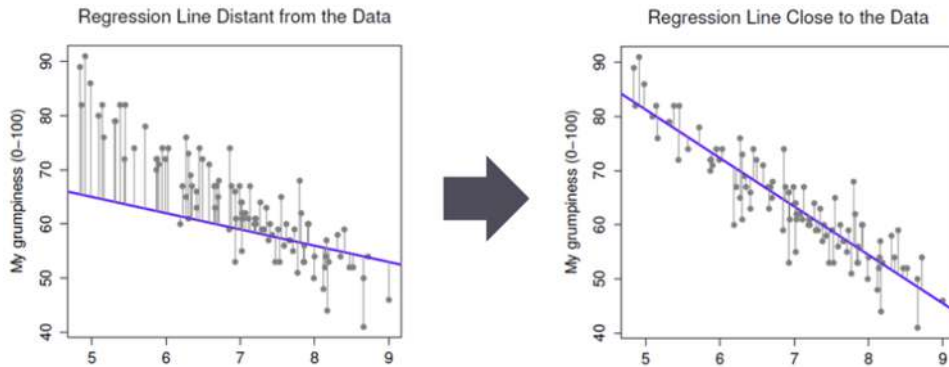 Regression Line Distant from the Data
My grumpiness (0−100)
90
80
70
60
50
40
5 6 7 8 9
Regression Line Close to the Data
My grumpiness (0−100)
90
80
70
60
50
40
5 6 7 8 9